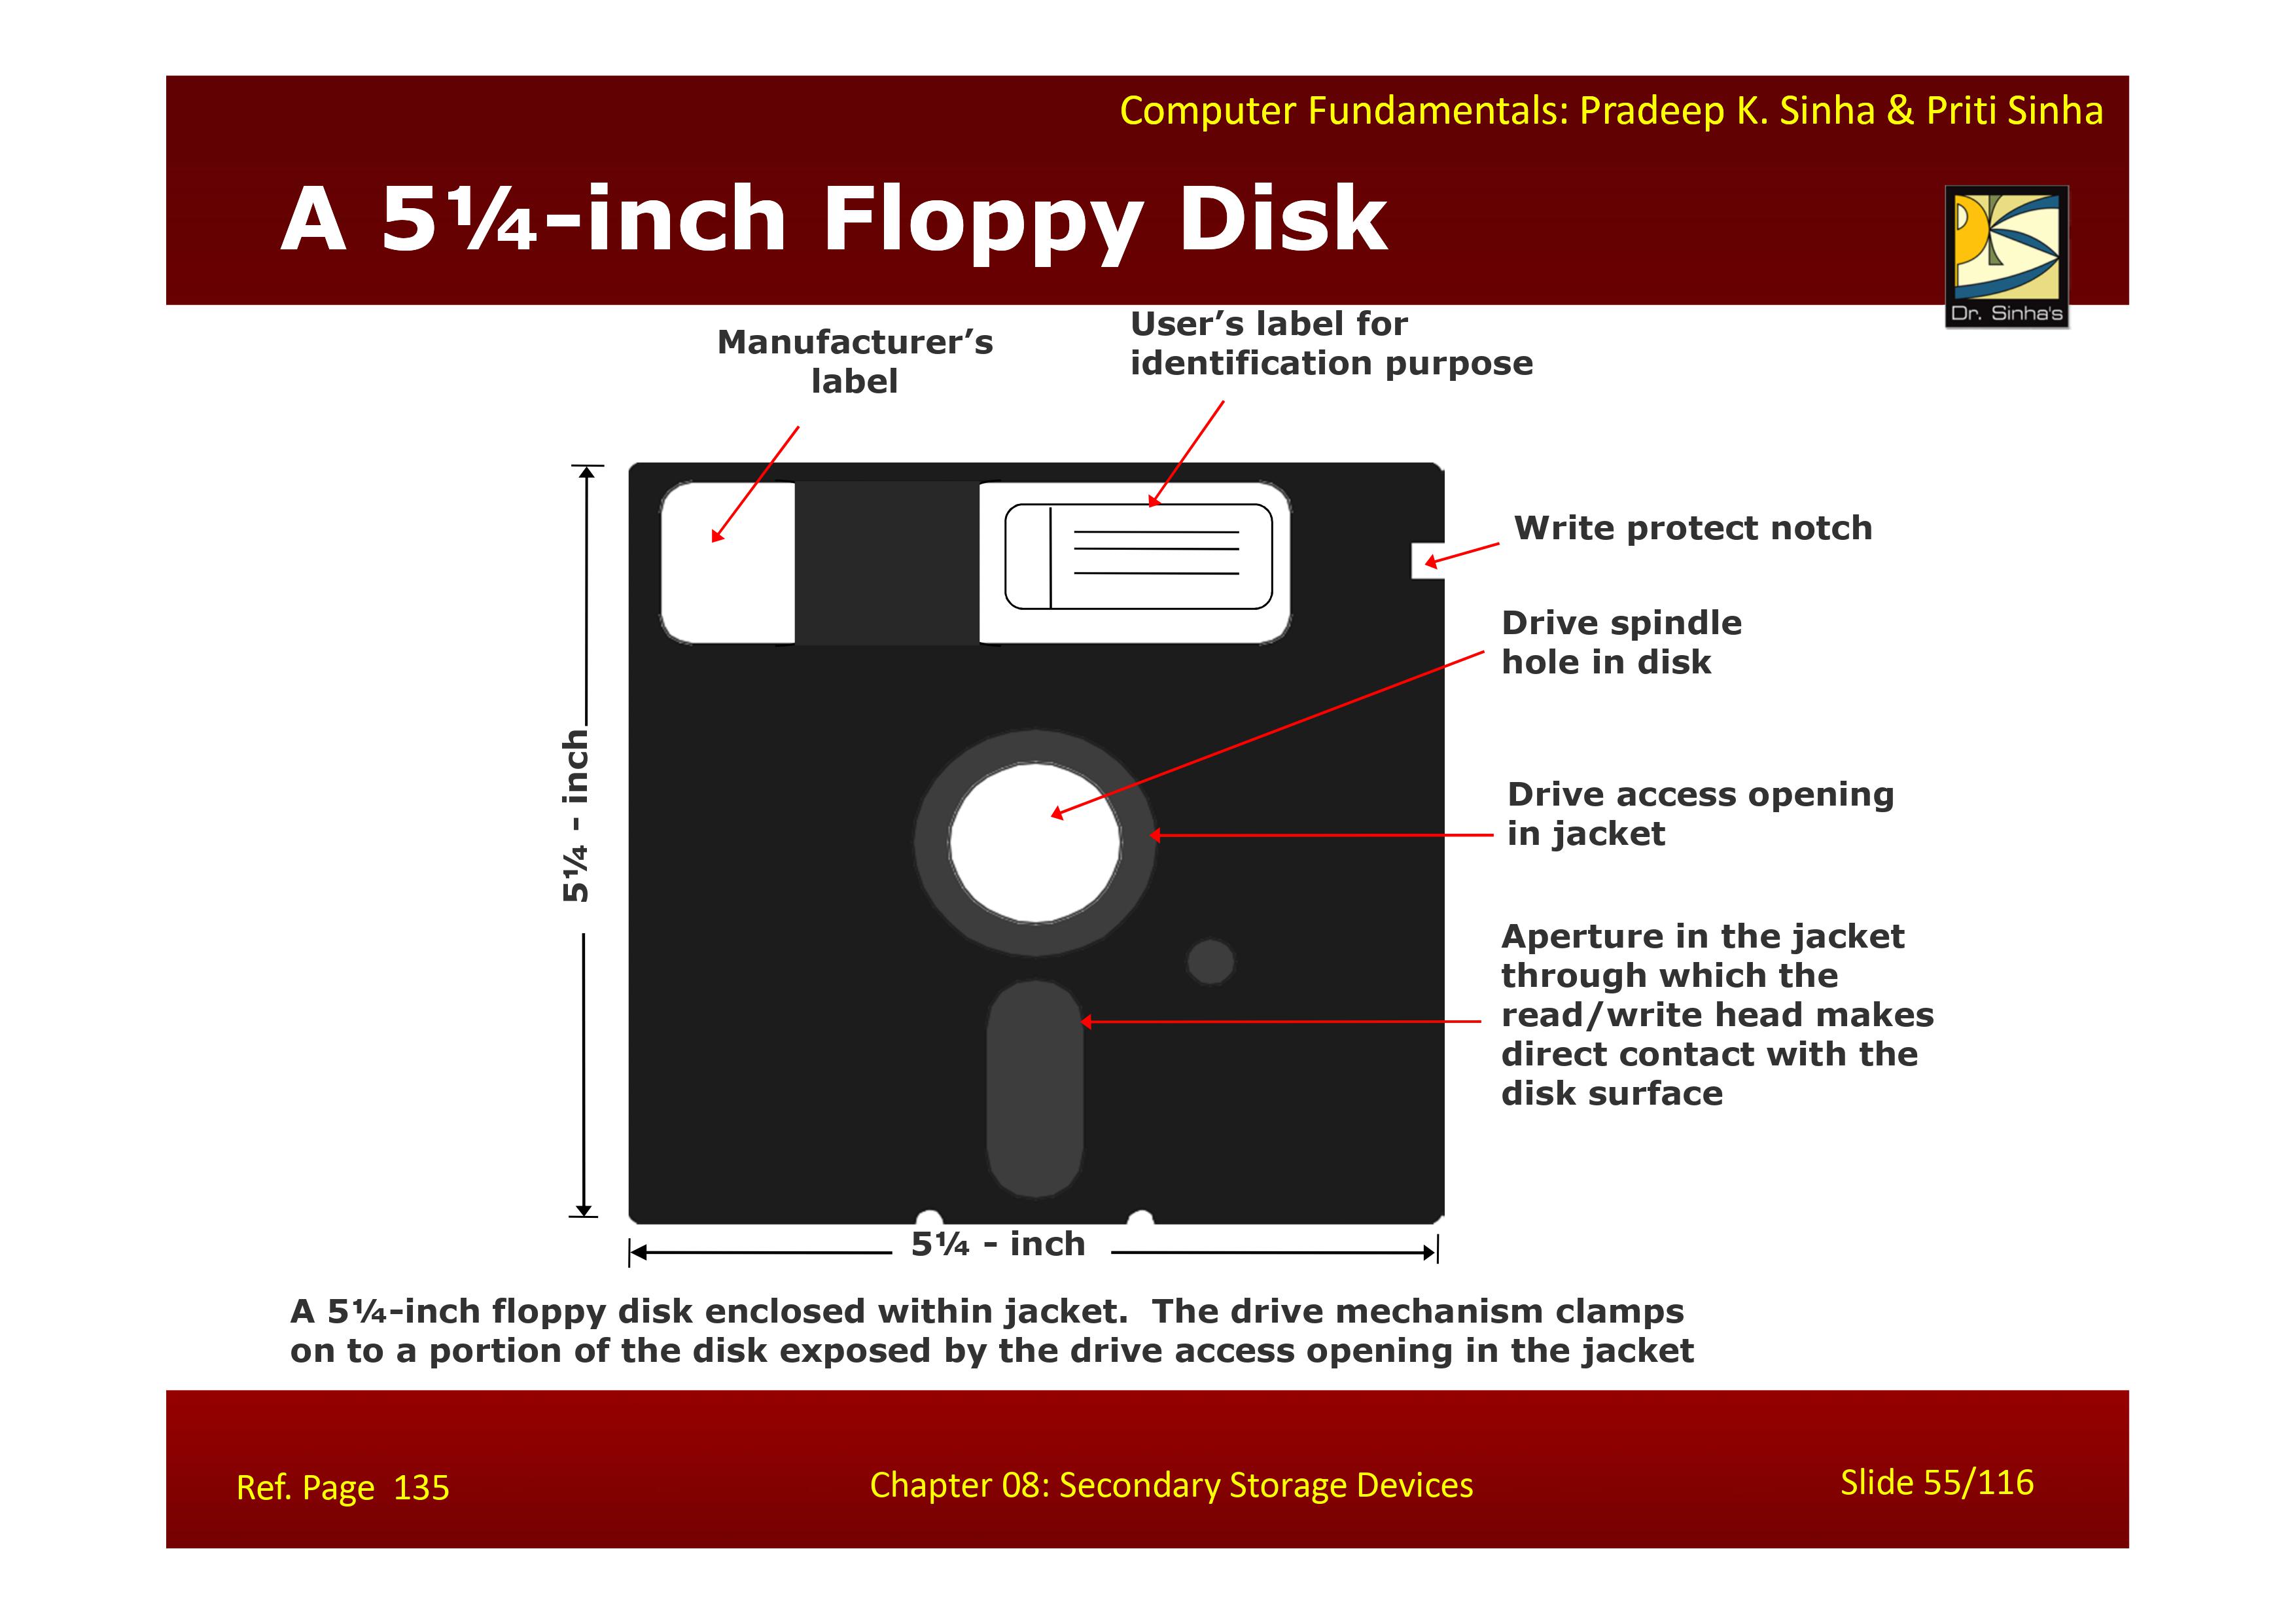 Computer Fundamentals: Pradeep K. Sinha & Priti Sinha
A 5¼-inch Floppy Disk
Dr. Sinha's
Manufacturer’s
label
User’s label for
identification purpose
Write protect notch
Drive spindle
hole in disk
5¼ - inch
Drive access opening
in jacket
Aperture in the jacket
through which the
read/write head makes
direct contact with the
disk surface
5¼ - inch
A 5¼-inch floppy disk enclosed within jacket.  The drive mechanism clamps
on to a portion of the disk exposed by the drive access opening in the jacket
Ref. Page  135
Chapter 08: Secondary Storage Devices
Slide 55/116